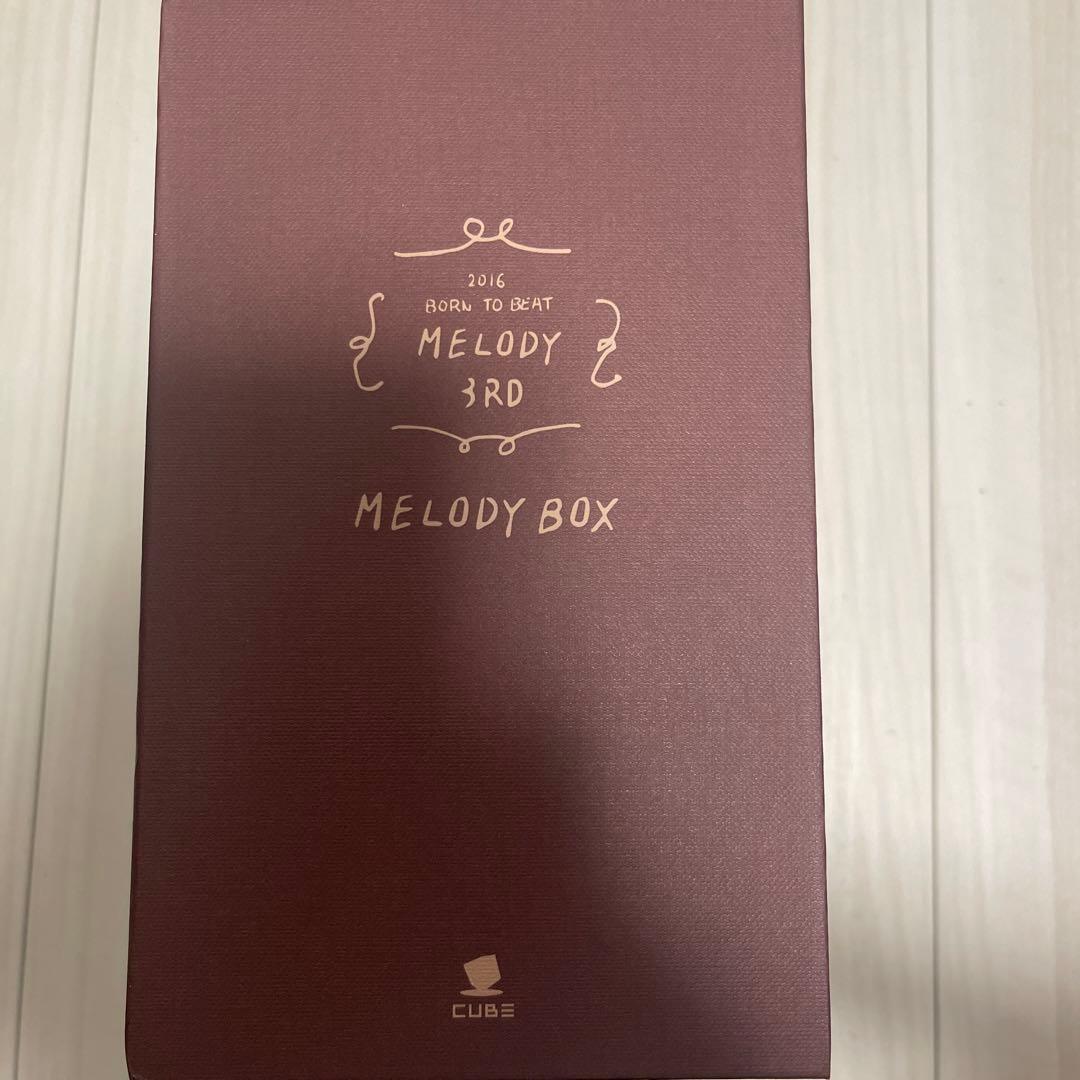 2016
BORN TO BEAT
MELODY
3RD
MELODY BOX
CUBE